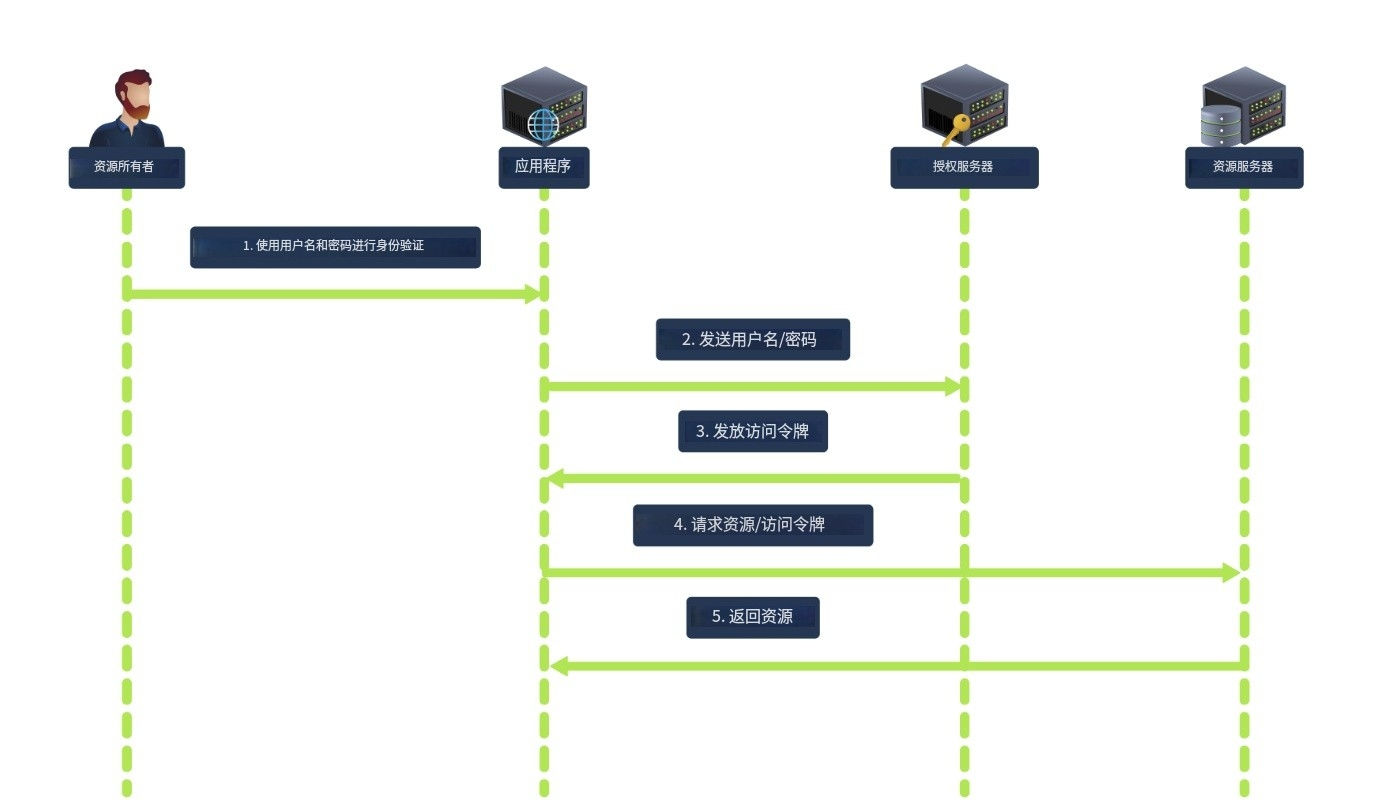 资源所有者
应用程序
授权服务器
资源服务器
1. 使用用户名和密码进行身份验证
2. 发送用户名/密码
3. 发放访问令牌
4. 请求资源/访问令牌
5. 返回资源